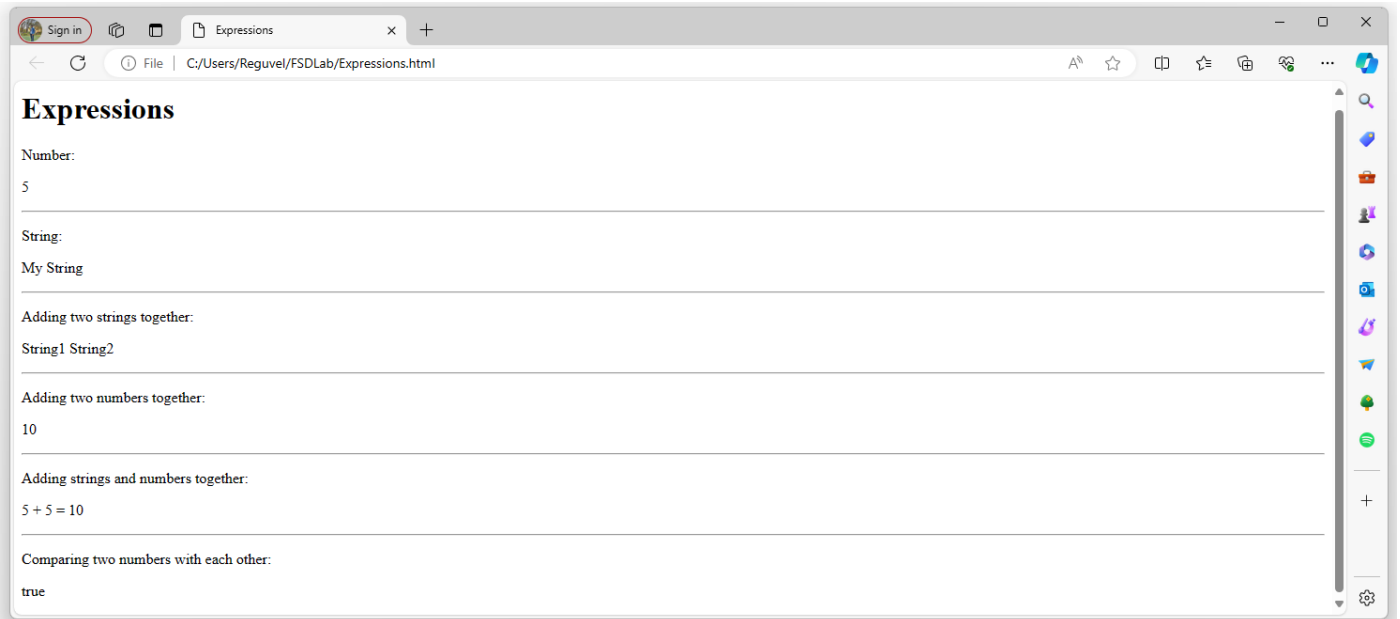 Sign in
Expressions
File
C:/Users/Reguvel/FSDLab/Expressions.html
Expressions
Number:
5
String:
My String
Adding two strings together:
String1 String2
Adding two numbers together:
10
Adding strings and numbers together:
5 + 5 = 10
Comparing two numbers with each other:
true